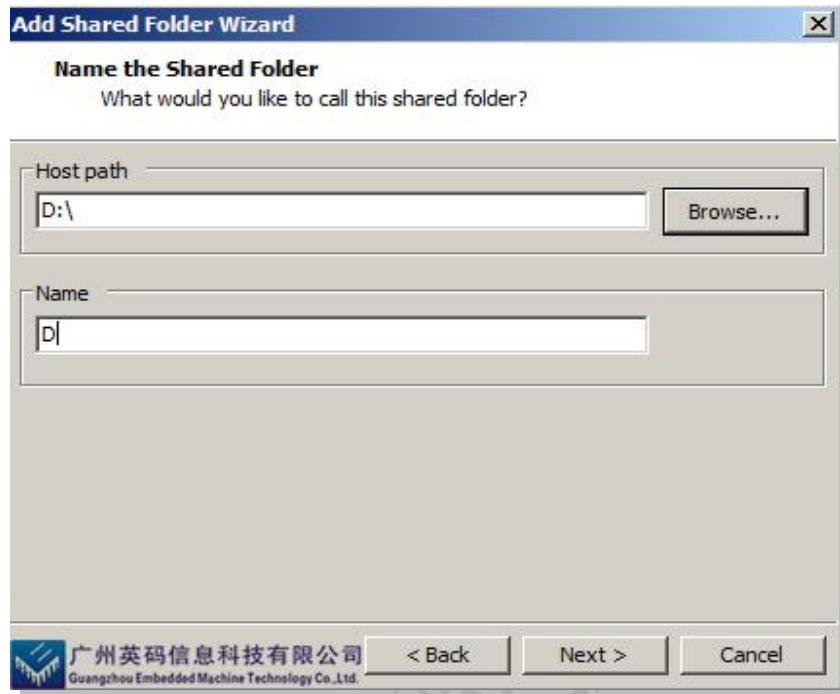 Add Shared Folder Wizard
Name the Shared Folder
What would you like to call this shared folder?
Host path
D:\
Browse...
Name
D
广州英码信息科技有限公司
Guangzhou Embedded Machine Technology Co.,Ltd.
< Back
Next >
Cancel